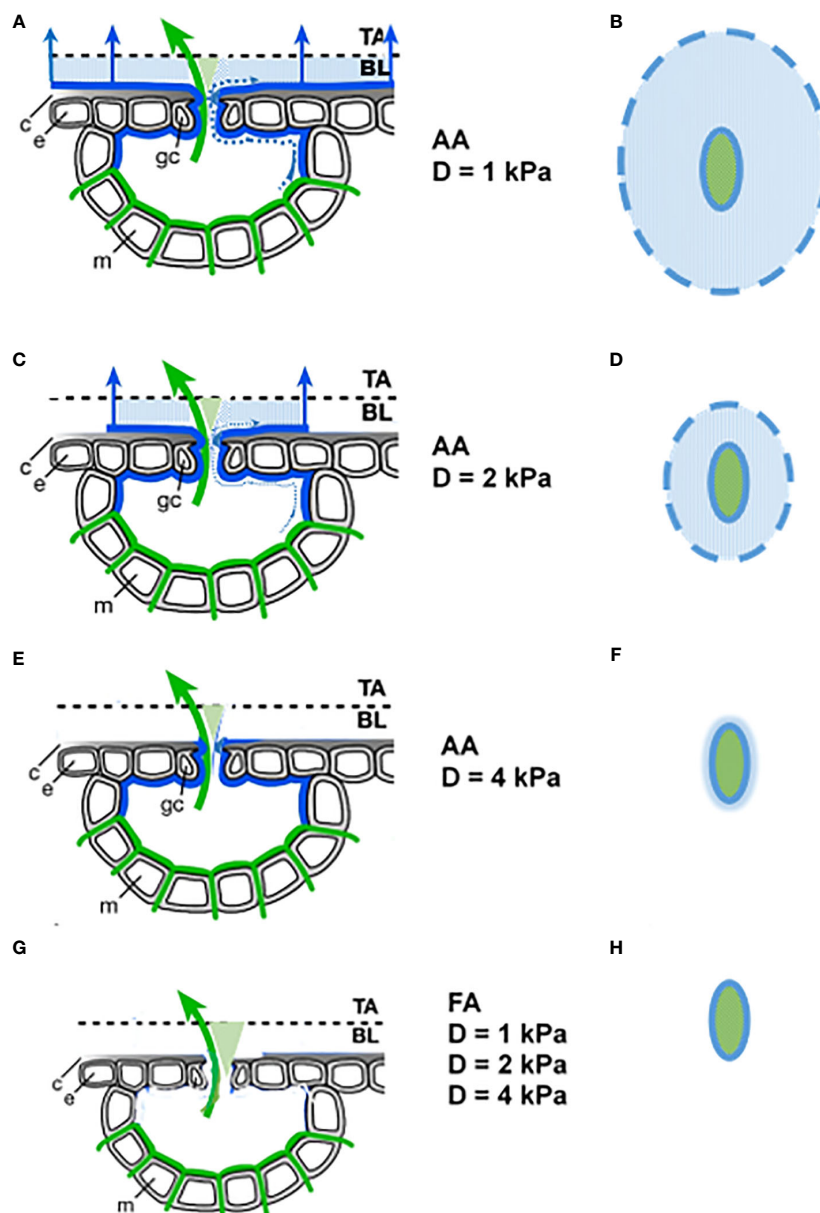 A
TA
BL
c
e
gc
m
AA
D = 1 kPa
B
C
TA
BL
c
e
gc
m
AA
D = 2 kPa
D
E
TA
BL
c
e
gc
m
AA
D = 4 kPa
F
G
TA
BL
c
e
m
FA
D = 1 kPa
D = 2 kPa
D = 4 kPa
H